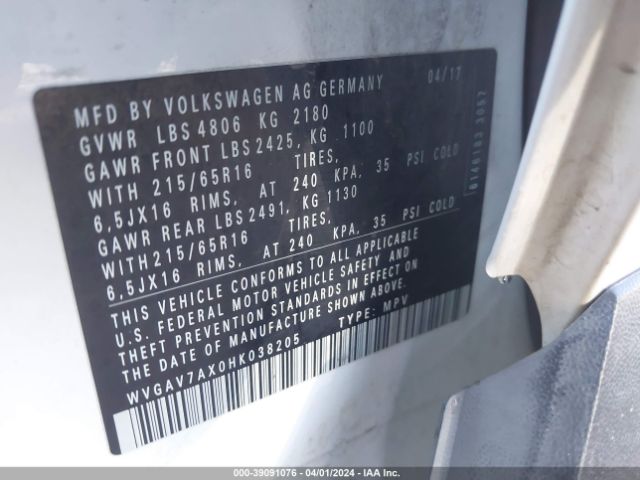 MFD BY VOLKSWAGEN AG GERMANY 04/17
GVWR LBS 4806 KG 2180
GAWR FRONT LBS 2425, KG 1100
WITH 215/65R16 TIRES,
6,5JX16 RIMS, AT 240 KPA, 35 PSI COLD
GAWR REAR LBS 2491, KG 1130
WITH 215/65R16 TIRES,
6,5JX16 RIMS, AT 240 KPA, 35 PSI COLD
THIS VEHICLE CONFORMS TO ALL APPLICABLE
U.S. FEDERAL MOTOR VEHICLE SAFETY AND
THEFT PREVENTION STANDARDS IN EFFECT ON
THE DATE OF MANUFACTURE SHOWN ABOVE.
WVGAV7AX0HK038205 TYPE: MPV
6146183 3052
000-39091076 - 04/01/2024 - IAA Inc.